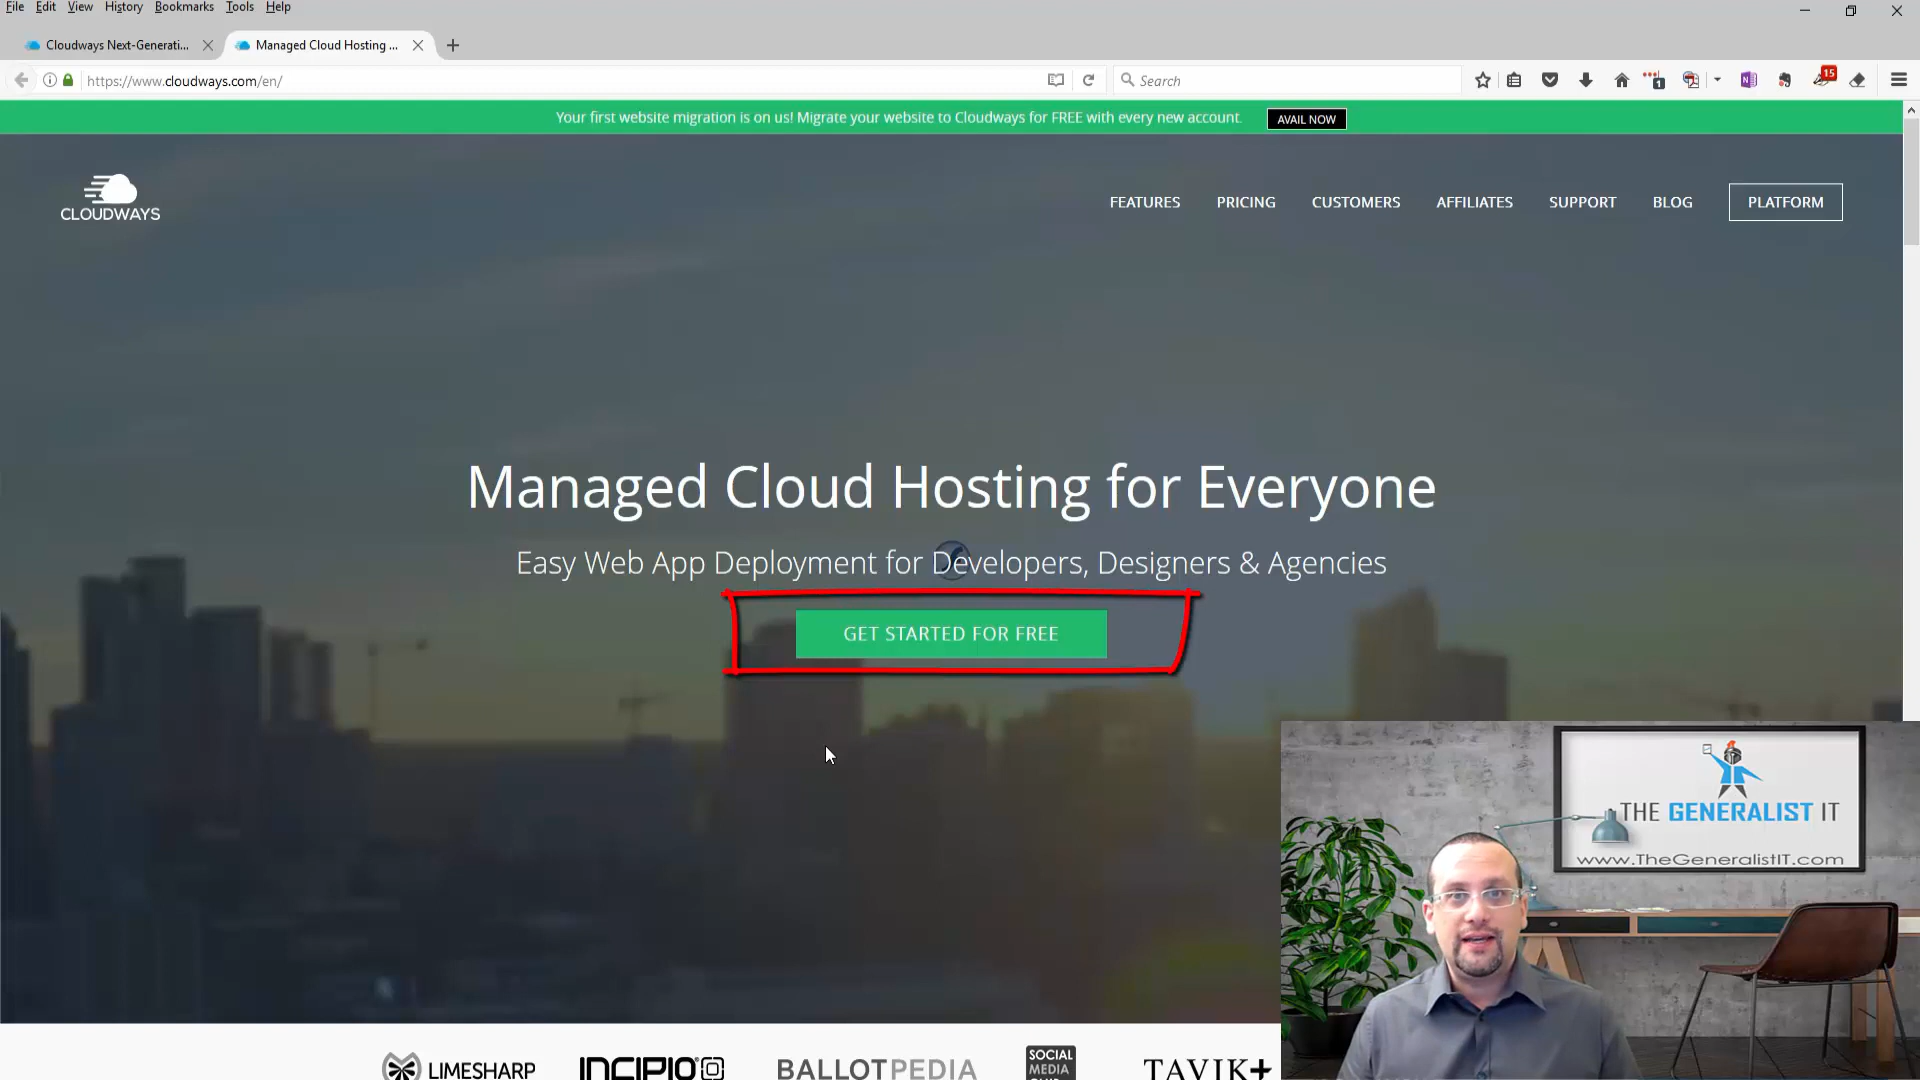 File Edit View History Bookmarks Tools Help
Cloudways Next-Generati...
Managed Cloud Hosting ...
https://www.cloudways.com/en/
Search
1
15
Your first website migration is on us! Migrate your website to Cloudways for FREE with every new account.
AVAIL NOW
CLOUDWAYS
FEATURES PRICING CUSTOMERS AFFILIATES SUPPORT BLOG PLATFORM
Managed Cloud Hosting for Everyone
Easy Web App Deployment for Developers, Designers & Agencies
GET STARTED FOR FREE
THE GENERALIST IT
www.TheGeneralistIT.com
LIMESHARP
INCIPIO
BALLOTPEDIA
SOCIAL
MEDIA
TAVIK+